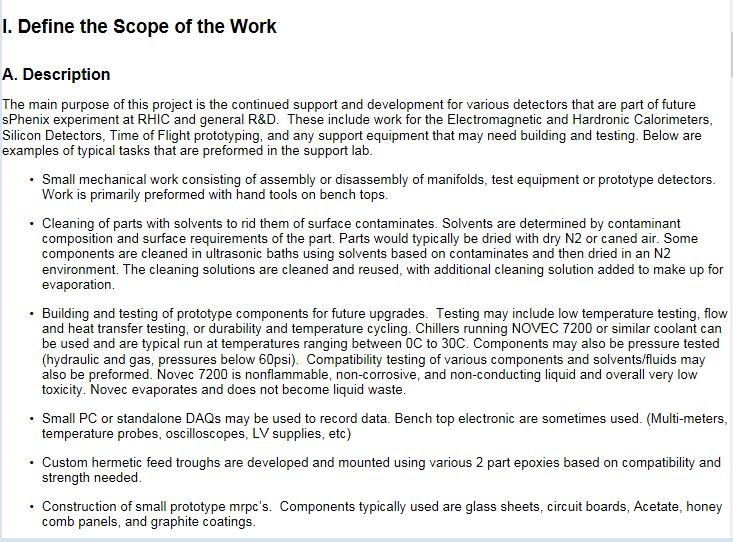 I. Define the Scope of the Work
A. Description
The main purpose of this project is the continued support and development for various detectors that are part of future
sPhenix experiment at RHIC and general R&D.  These include work for the Electromagnetic and Hardronic Calorimeters,
Silicon Detectors, Time of Flight prototyping, and any support equipment that may need building and testing. Below are
examples of typical tasks that are preformed in the support lab.
• Small mechanical work consisting of assembly or disassembly of manifolds, test equipment or prototype detectors.
Work is primarily preformed with hand tools on bench tops.
• Cleaning of parts with solvents to rid them of surface contaminates. Solvents are determined by contaminant
composition and surface requirements of the part. Parts would typically be dried with dry N2 or caned air. Some
components are cleaned in ultrasonic baths using solvents based on contaminates and then dried in an N2
environment. The cleaning solutions are cleaned and reused, with additional cleaning solution added to make up for
evaporation.
• Building and testing of prototype components for future upgrades.  Testing may include low temperature testing, flow
and heat transfer testing, or durability and temperature cycling. Chillers running NOVEC 7200 or similar coolant can
be used and are typical run at temperatures ranging between 0C to 30C. Components may also be pressure tested
(hydraulic and gas, pressures below 60psi).  Compatibility testing of various components and solvents/fluids may
also be preformed. Novec 7200 is nonflammable, non-corrosive, and non-conducting liquid and overall very low
toxicity. Novec evaporates and does not become liquid waste.
• Small PC or standalone DAQs may be used to record data. Bench top electronic are sometimes used. (Multi-meters,
temperature probes, oscilloscopes, LV supplies, etc)
• Custom hermetic feed troughs are developed and mounted using various 2 part epoxies based on compatibility and
strength needed.
• Construction of small prototype mrpc's.  Components typically used are glass sheets, circuit boards, Acetate, honey
comb panels, and graphite coatings.